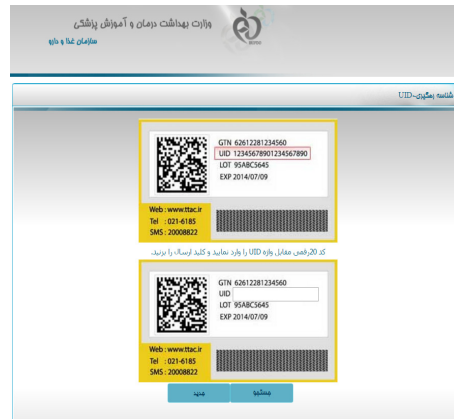 وزارت بهداشت درمان و آموزش پزشکی
سازمان غذا و دارو
شناسه رهگیری-UID
GTN 62612281234560
UID 12345678901234567890
LOT 95ABC5645
EXP 2014/07/09
Web : www.ttac.ir
Tel : 021-6185
SMS : 20008822
کد 20رقمی مقابل واژه UID را وارد نمایید و کلید ارسال را بزنید.
GTN 62612281234560
UID
LOT 95ABC5645
EXP 2014/07/09
Web : www.ttac.ir
Tel : 021-6185
SMS : 20008822
جستجو
جدید